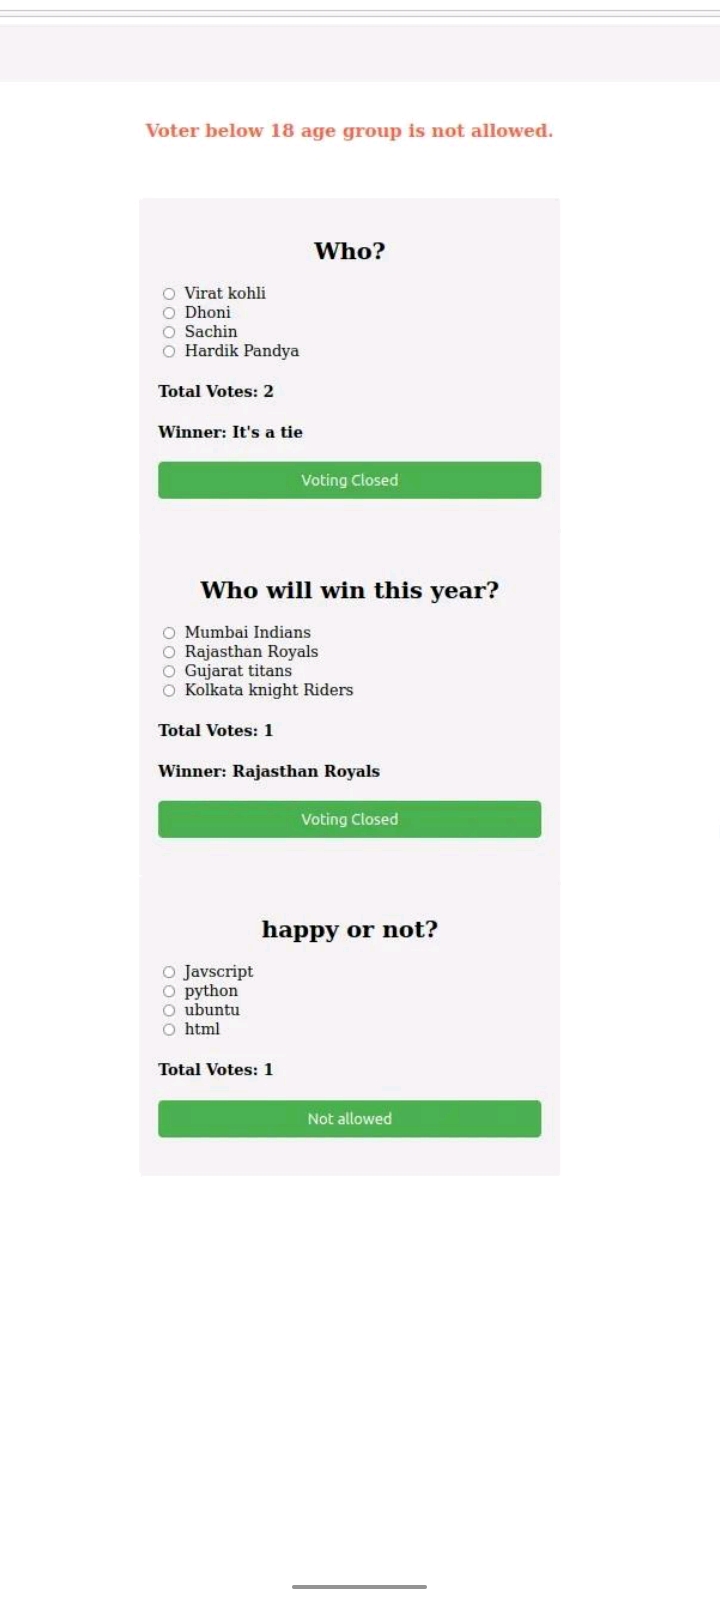 Voter below 18 age group is not allowed.
Who?
Virat kohli
Dhoni
Sachin
Hardik Pandya
Total Votes: 2
Winner: It's a tie
Voting Closed
Who will win this year?
Mumbai Indians
Rajasthan Royals
Gujarat titans
Kolkata knight Riders
Total Votes: 1
Winner: Rajasthan Royals
Voting Closed
happy or not?
Javscript
python
ubuntu
html
Total Votes: 1
Not allowed